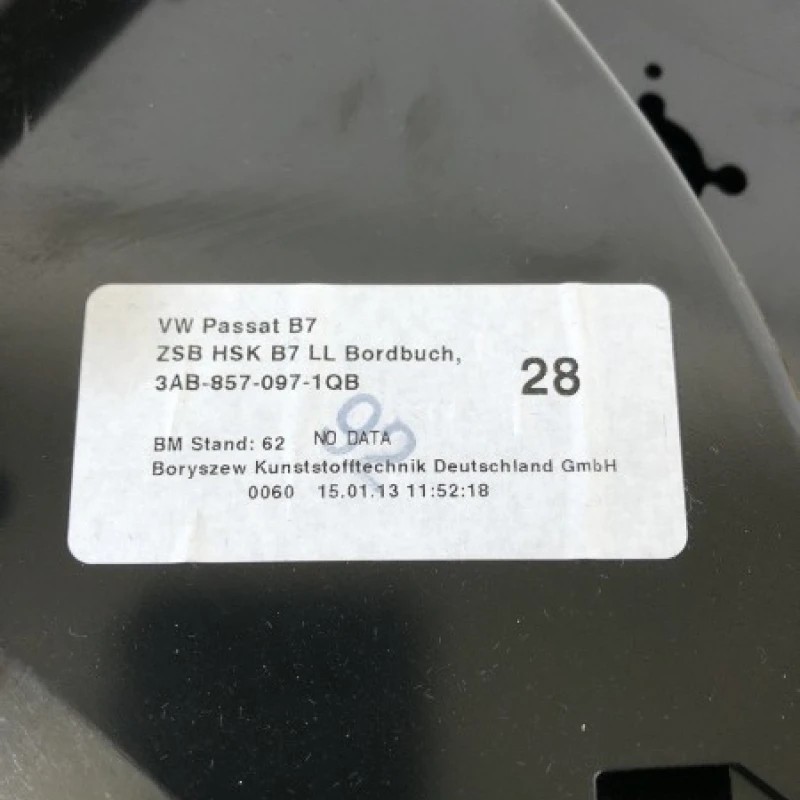 VW Passat B7
ZSB HSK B7 LL Bordbuch,
3AB-857-097-1QB
28
92
BM Stand: 62 NO DATA
Boryszew Kunststofftechnik Deutschland GmbH
0060 15.01.13 11:52:18